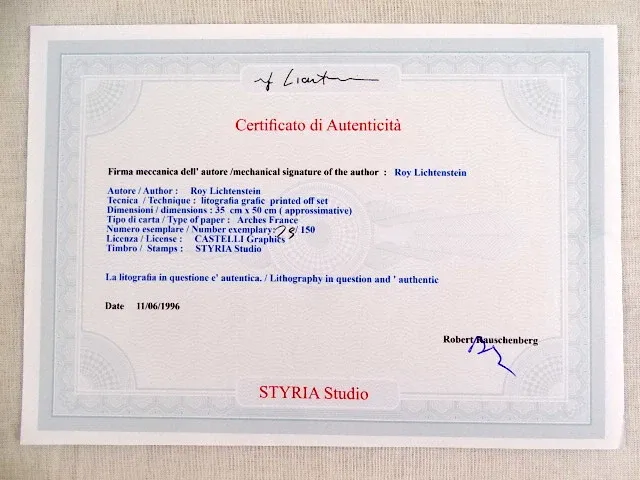 Certificato di Autenticità
Firma meccanica dell' autore /mechanical signature of the author : Roy Lichtenstein
Autore / Author : Roy Lichtenstein
Tecnica / Technique : litografia grafic printed off set
Dimensioni / dimensions : 35 cm x 50 cm ( approssimative)
Tipo di carta / Type of paper : Arches France
Numero esemplare / Number exemplary: / 150
Licenza / License : CASTELLI Graphics
Timbro / Stamps : STYRIA Studio
La litografia in questione e' autentica. / Lithography in question and ' authentic
Date 11/06/1996
Robert Rauschenberg
STYRIA Studio